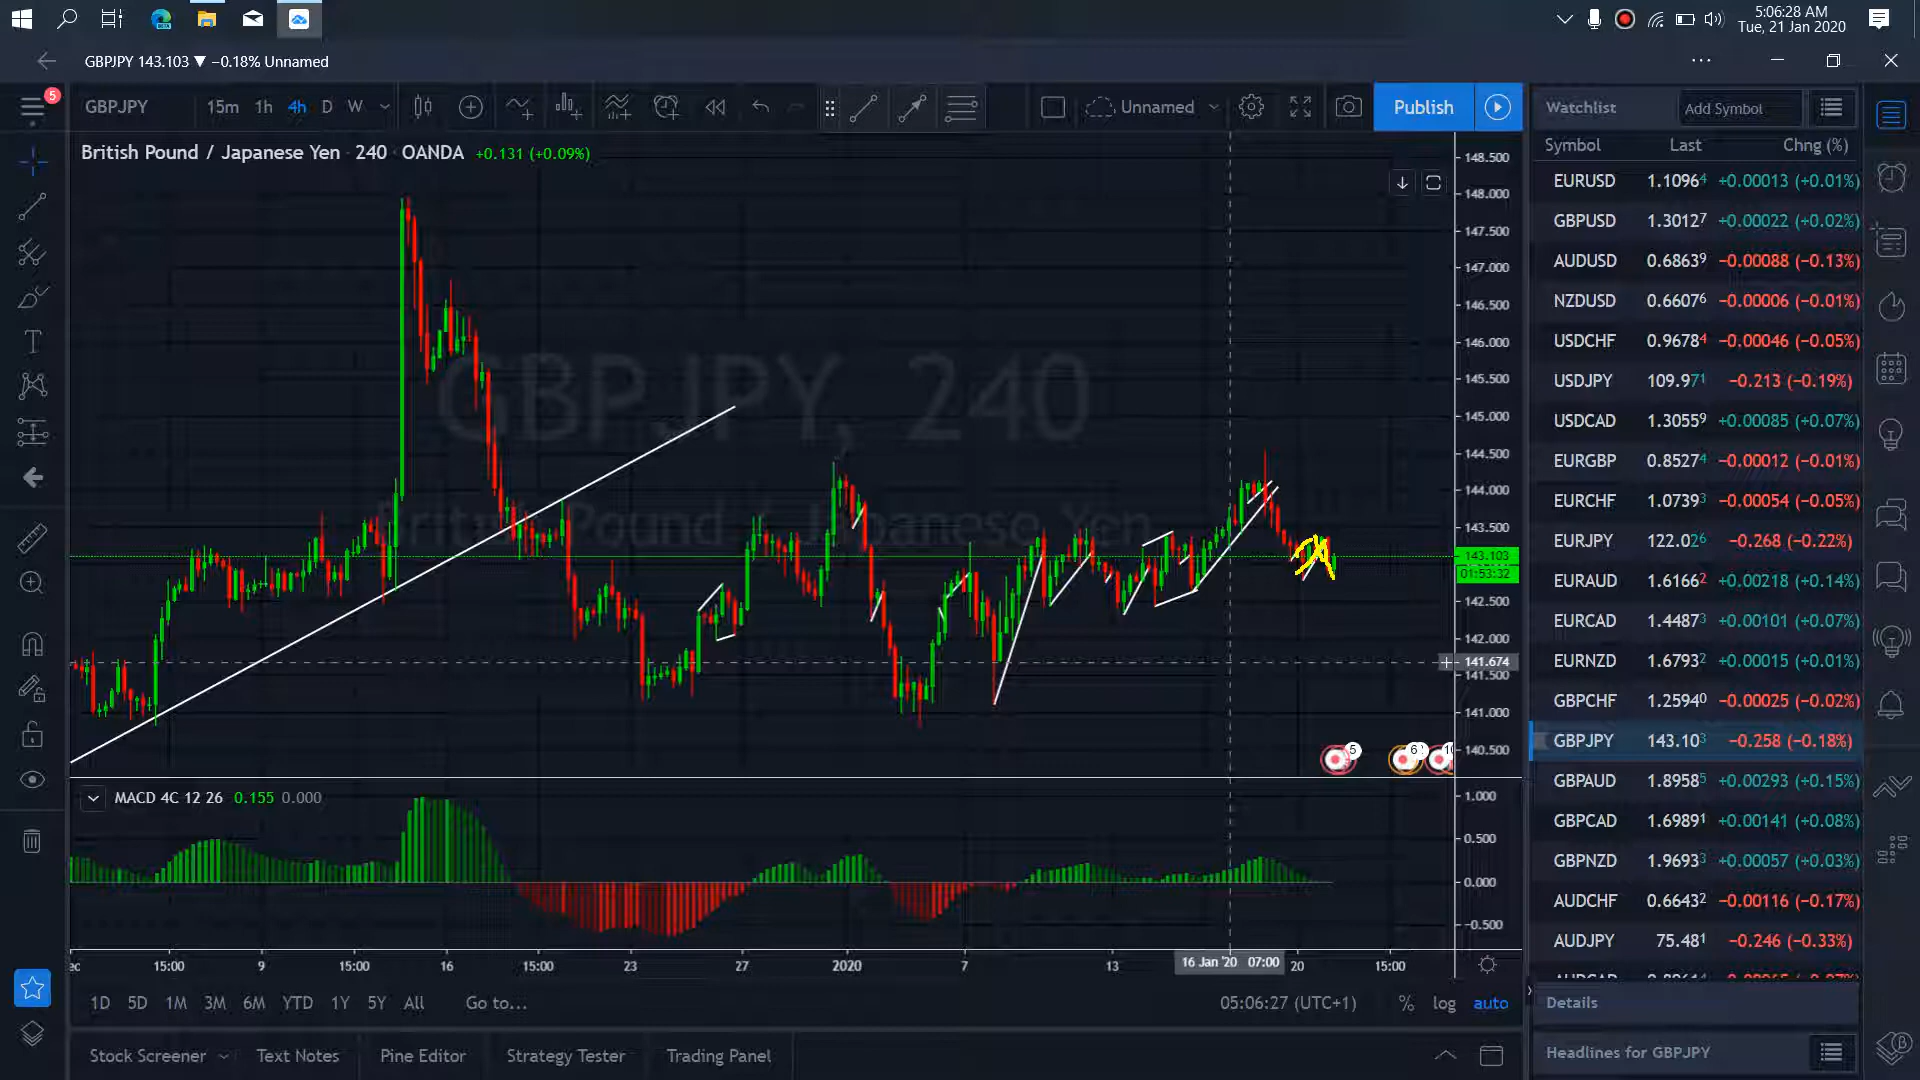 5:06:28 AM
Tue, 21 Jan 2020
GBPJPY 143.103 ▼ −0.18% Unnamed
5
GBPJPY 15m 1h 4h D W
Unnamed
Publish
Watchlist
Add Symbol
British Pound / Japanese Yen · 240 · OANDA +0.131 (+0.09%)
Symbol Last Chng (%)
EURUSD 1.10964 +0.00013 (+0.01%)
GBPUSD 1.30127 +0.00022 (+0.02%)
AUDUSD 0.68639 −0.00088 (−0.13%)
NZDUSD 0.66076 −0.00006 (−0.01%)
USDCHF 0.96784 −0.00046 (−0.05%)
USDJPY 109.971 −0.213 (−0.19%)
USDCAD 1.30559 +0.00085 (+0.07%)
EURGBP 0.85274 −0.00012 (−0.01%)
EURCHF 1.07393 −0.00054 (−0.05%)
EURJPY 122.026 −0.268 (−0.22%)
EURAUD 1.61662 +0.00218 (+0.14%)
EURCAD 1.44873 +0.00101 (+0.07%)
EURNZD 1.67932 +0.00015 (+0.01%)
GBPCHF 1.25940 −0.00025 (−0.02%)
GBPJPY 143.103 −0.258 (−0.18%)
GBPAUD 1.89585 +0.00293 (+0.15%)
GBPCAD 1.69891 +0.00141 (+0.08%)
GBPNZD 1.96933 +0.00057 (+0.03%)
AUDCHF 0.66432 −0.00116 (−0.17%)
AUDJPY 75.481 −0.246 (−0.33%)
148.500
148.000
147.500
147.000
146.500
146.000
145.500
145.000
144.500
144.000
143.500
143.103
01:53:32
142.500
142.000
141.674
141.500
141.000
140.500
GBPJPY, 240
British Pound / Japanese Yen
5
6
MACD 4C 12 26 0.155 0.000
1.000
0.500
0.000
−0.500
15:00 9 15:00 16 15:00 23 27 2020 7 13 16 Jan '20 07:00 20 15:00
1D 5D 1M 3M 6M YTD 1Y 5Y All Go to...
05:06:27 (UTC+1) % log auto
Details
Stock Screener Text Notes Pine Editor Strategy Tester Trading Panel
Headlines for GBPJPY